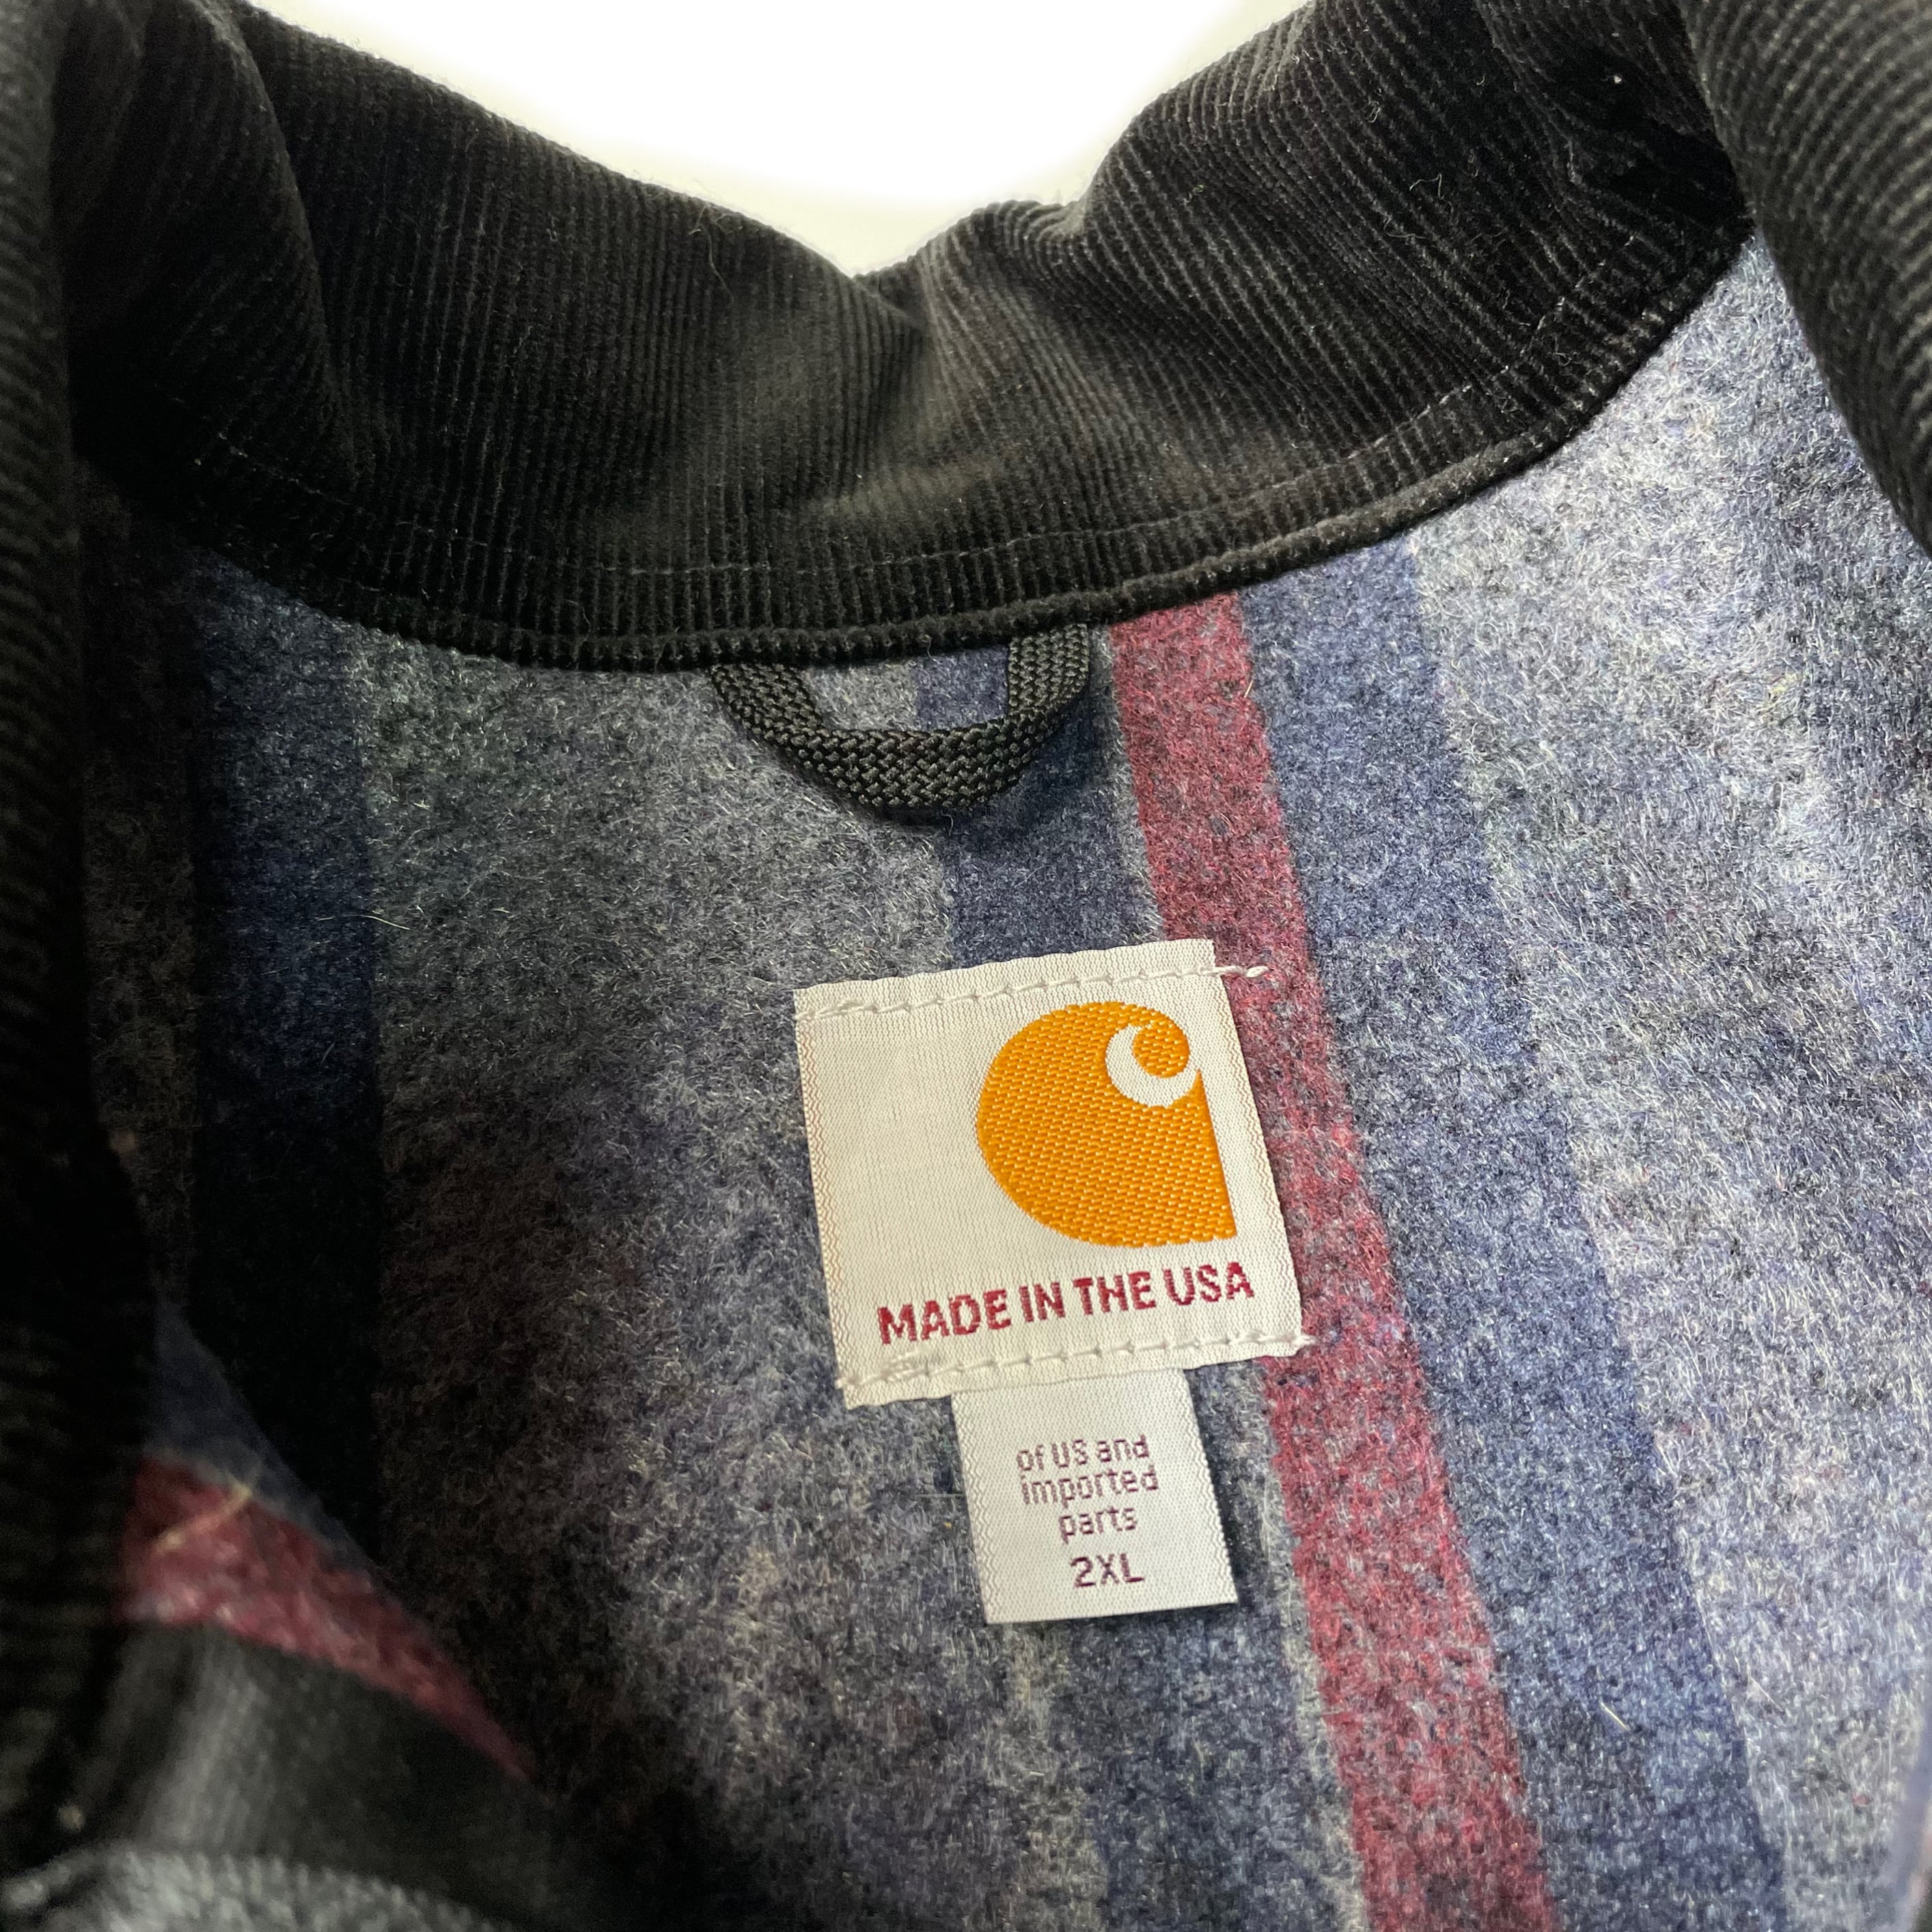 MADE IN THE USA
of US and
imported
parts
2XL